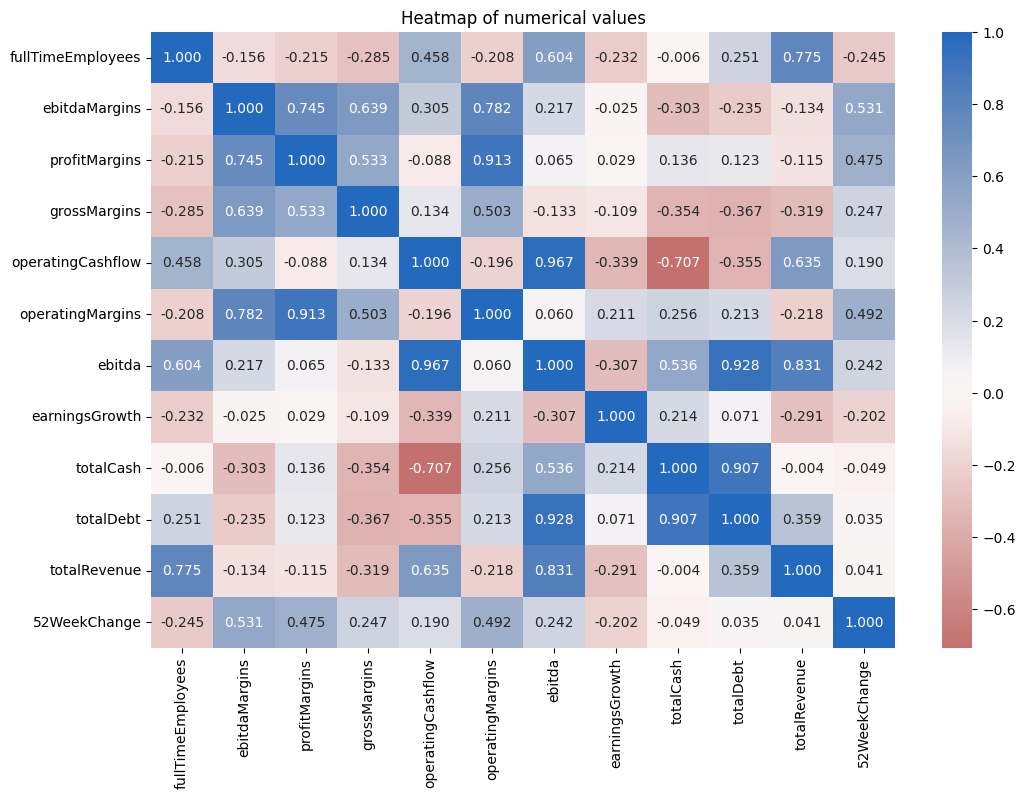 Heatmap of numerical values
fullTimeEmployees 1.000 -0.156 -0.215 -0.285 0.458 -0.208 0.604 -0.232 -0.006 0.251 0.775 -0.245
ebitdaMargins -0.156 1.000 0.745 0.639 0.305 0.782 0.217 -0.025 -0.303 -0.235 -0.134 0.531
profitMargins -0.215 0.745 1.000 0.533 -0.088 0.913 0.065 0.029 0.136 0.123 -0.115 0.475
grossMargins -0.285 0.639 0.533 1.000 0.134 0.503 -0.133 -0.109 -0.354 -0.367 -0.319 0.247
operatingCashflow 0.458 0.305 -0.088 0.134 1.000 -0.196 0.967 -0.339 -0.707 -0.355 0.635 0.190
operatingMargins -0.208 0.782 0.913 0.503 -0.196 1.000 0.060 0.211 0.256 0.213 -0.218 0.492
ebitda 0.604 0.217 0.065 -0.133 0.967 0.060 1.000 -0.307 0.536 0.928 0.831 0.242
earningsGrowth -0.232 -0.025 0.029 -0.109 -0.339 0.211 -0.307 1.000 0.214 0.071 -0.291 -0.202
totalCash -0.006 -0.303 0.136 -0.354 -0.707 0.256 0.536 0.214 1.000 0.907 -0.004 -0.049
totalDebt 0.251 -0.235 0.123 -0.367 -0.355 0.213 0.928 0.071 0.907 1.000 0.359 0.035
totalRevenue 0.775 -0.134 -0.115 -0.319 0.635 -0.218 0.831 -0.291 -0.004 0.359 1.000 0.041
52WeekChange -0.245 0.531 0.475 0.247 0.190 0.492 0.242 -0.202 -0.049 0.035 0.041 1.000
fullTimeEmployees
ebitdaMargins
profitMargins
grossMargins
operatingCashflow
operatingMargins
ebitda
earningsGrowth
totalCash
totalDebt
totalRevenue
52WeekChange
1.0
0.8
0.6
0.4
0.2
0.0
−0.2
−0.4
−0.6